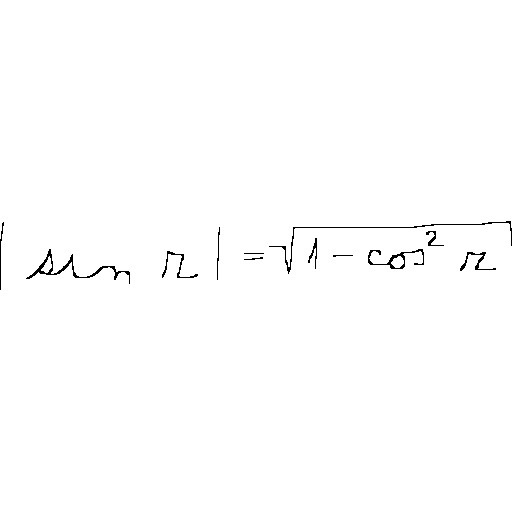 |sin r| = √(1 - cos² r)